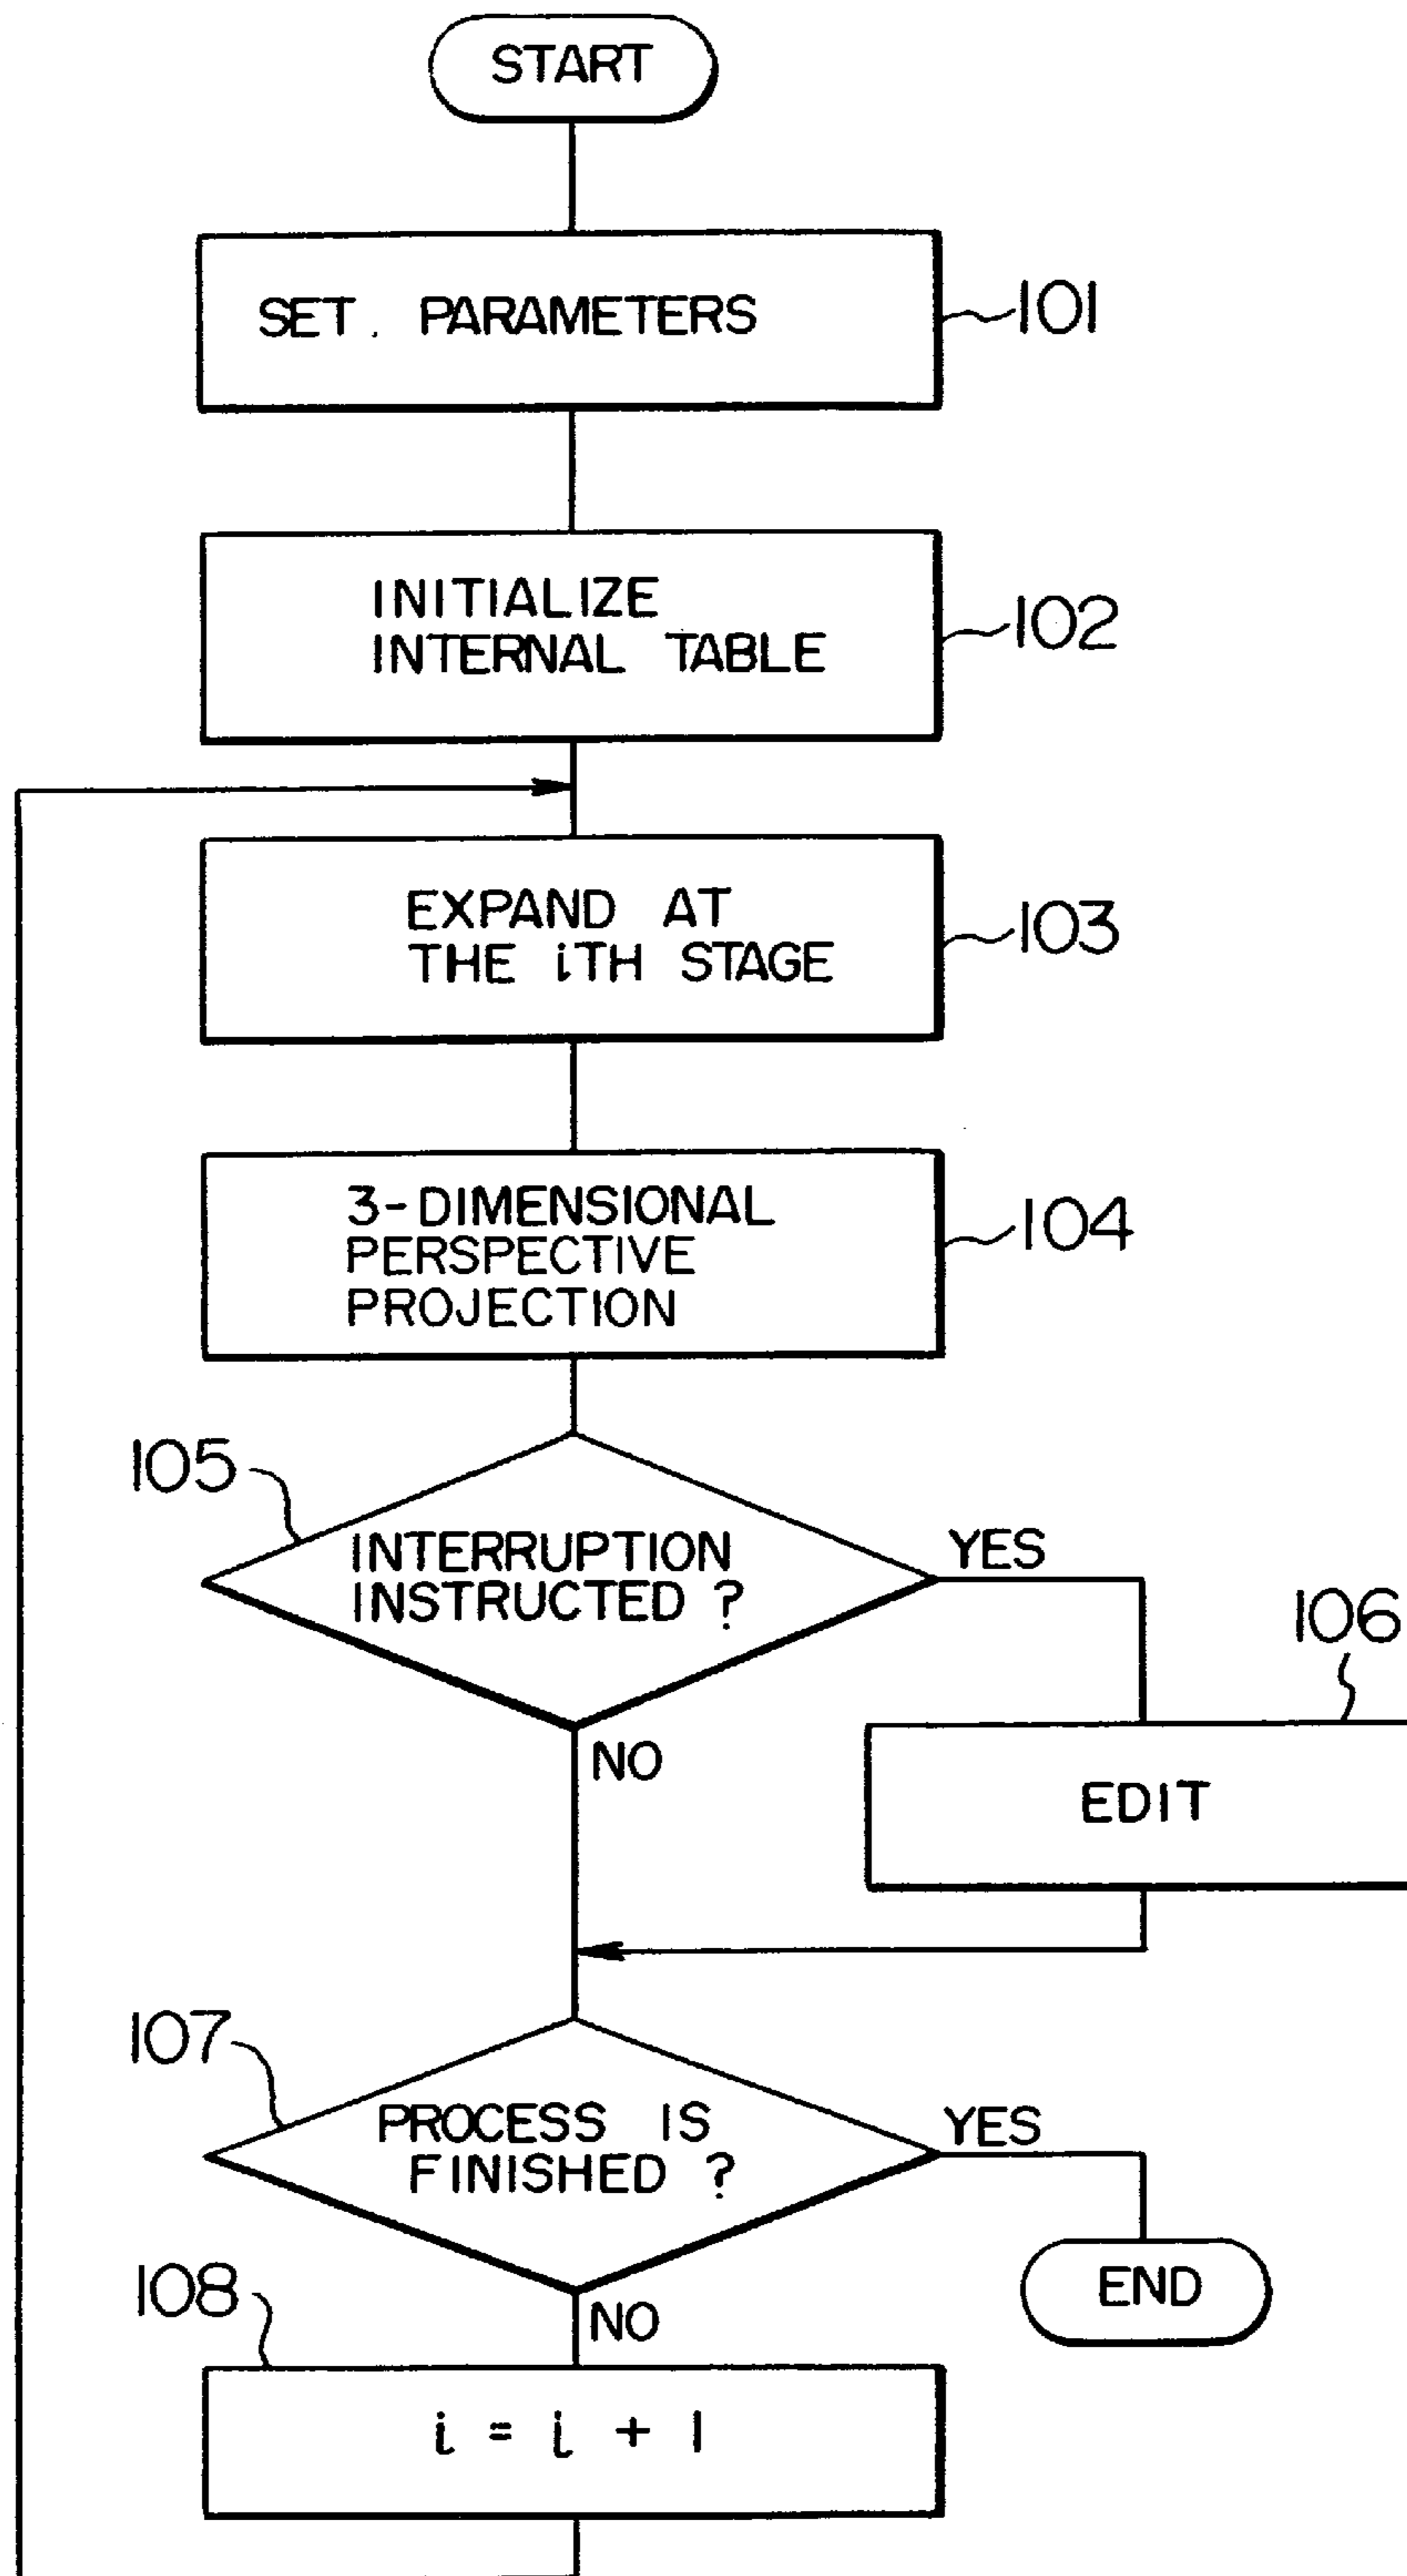 START
SET. PARAMETERS
101
INITIALIZE
INTERNAL TABLE
102
EXPAND AT
THE iTH STAGE
103
3-DIMENSIONAL
PERSPECTIVE
PROJECTION
104
105
INTERRUPTION
INSTRUCTED ?
YES
106
NO
EDIT
107
PROCESS IS
FINISHED ?
YES
END
108
NO
i = i + 1